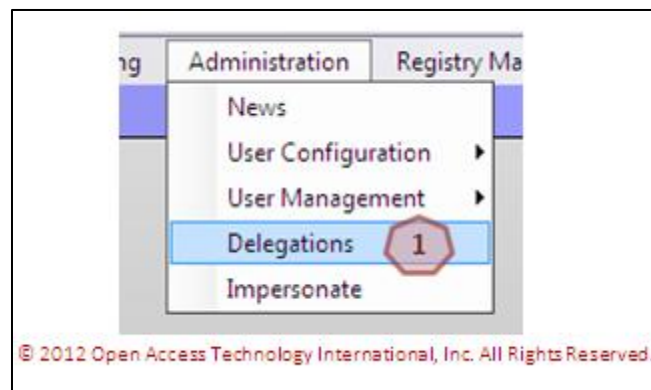 ng Administration Registry Ma
News
User Configuration
User Management
Delegations 1
Impersonate
© 2012 Open Access Technology International, Inc. All Rights Reserved.